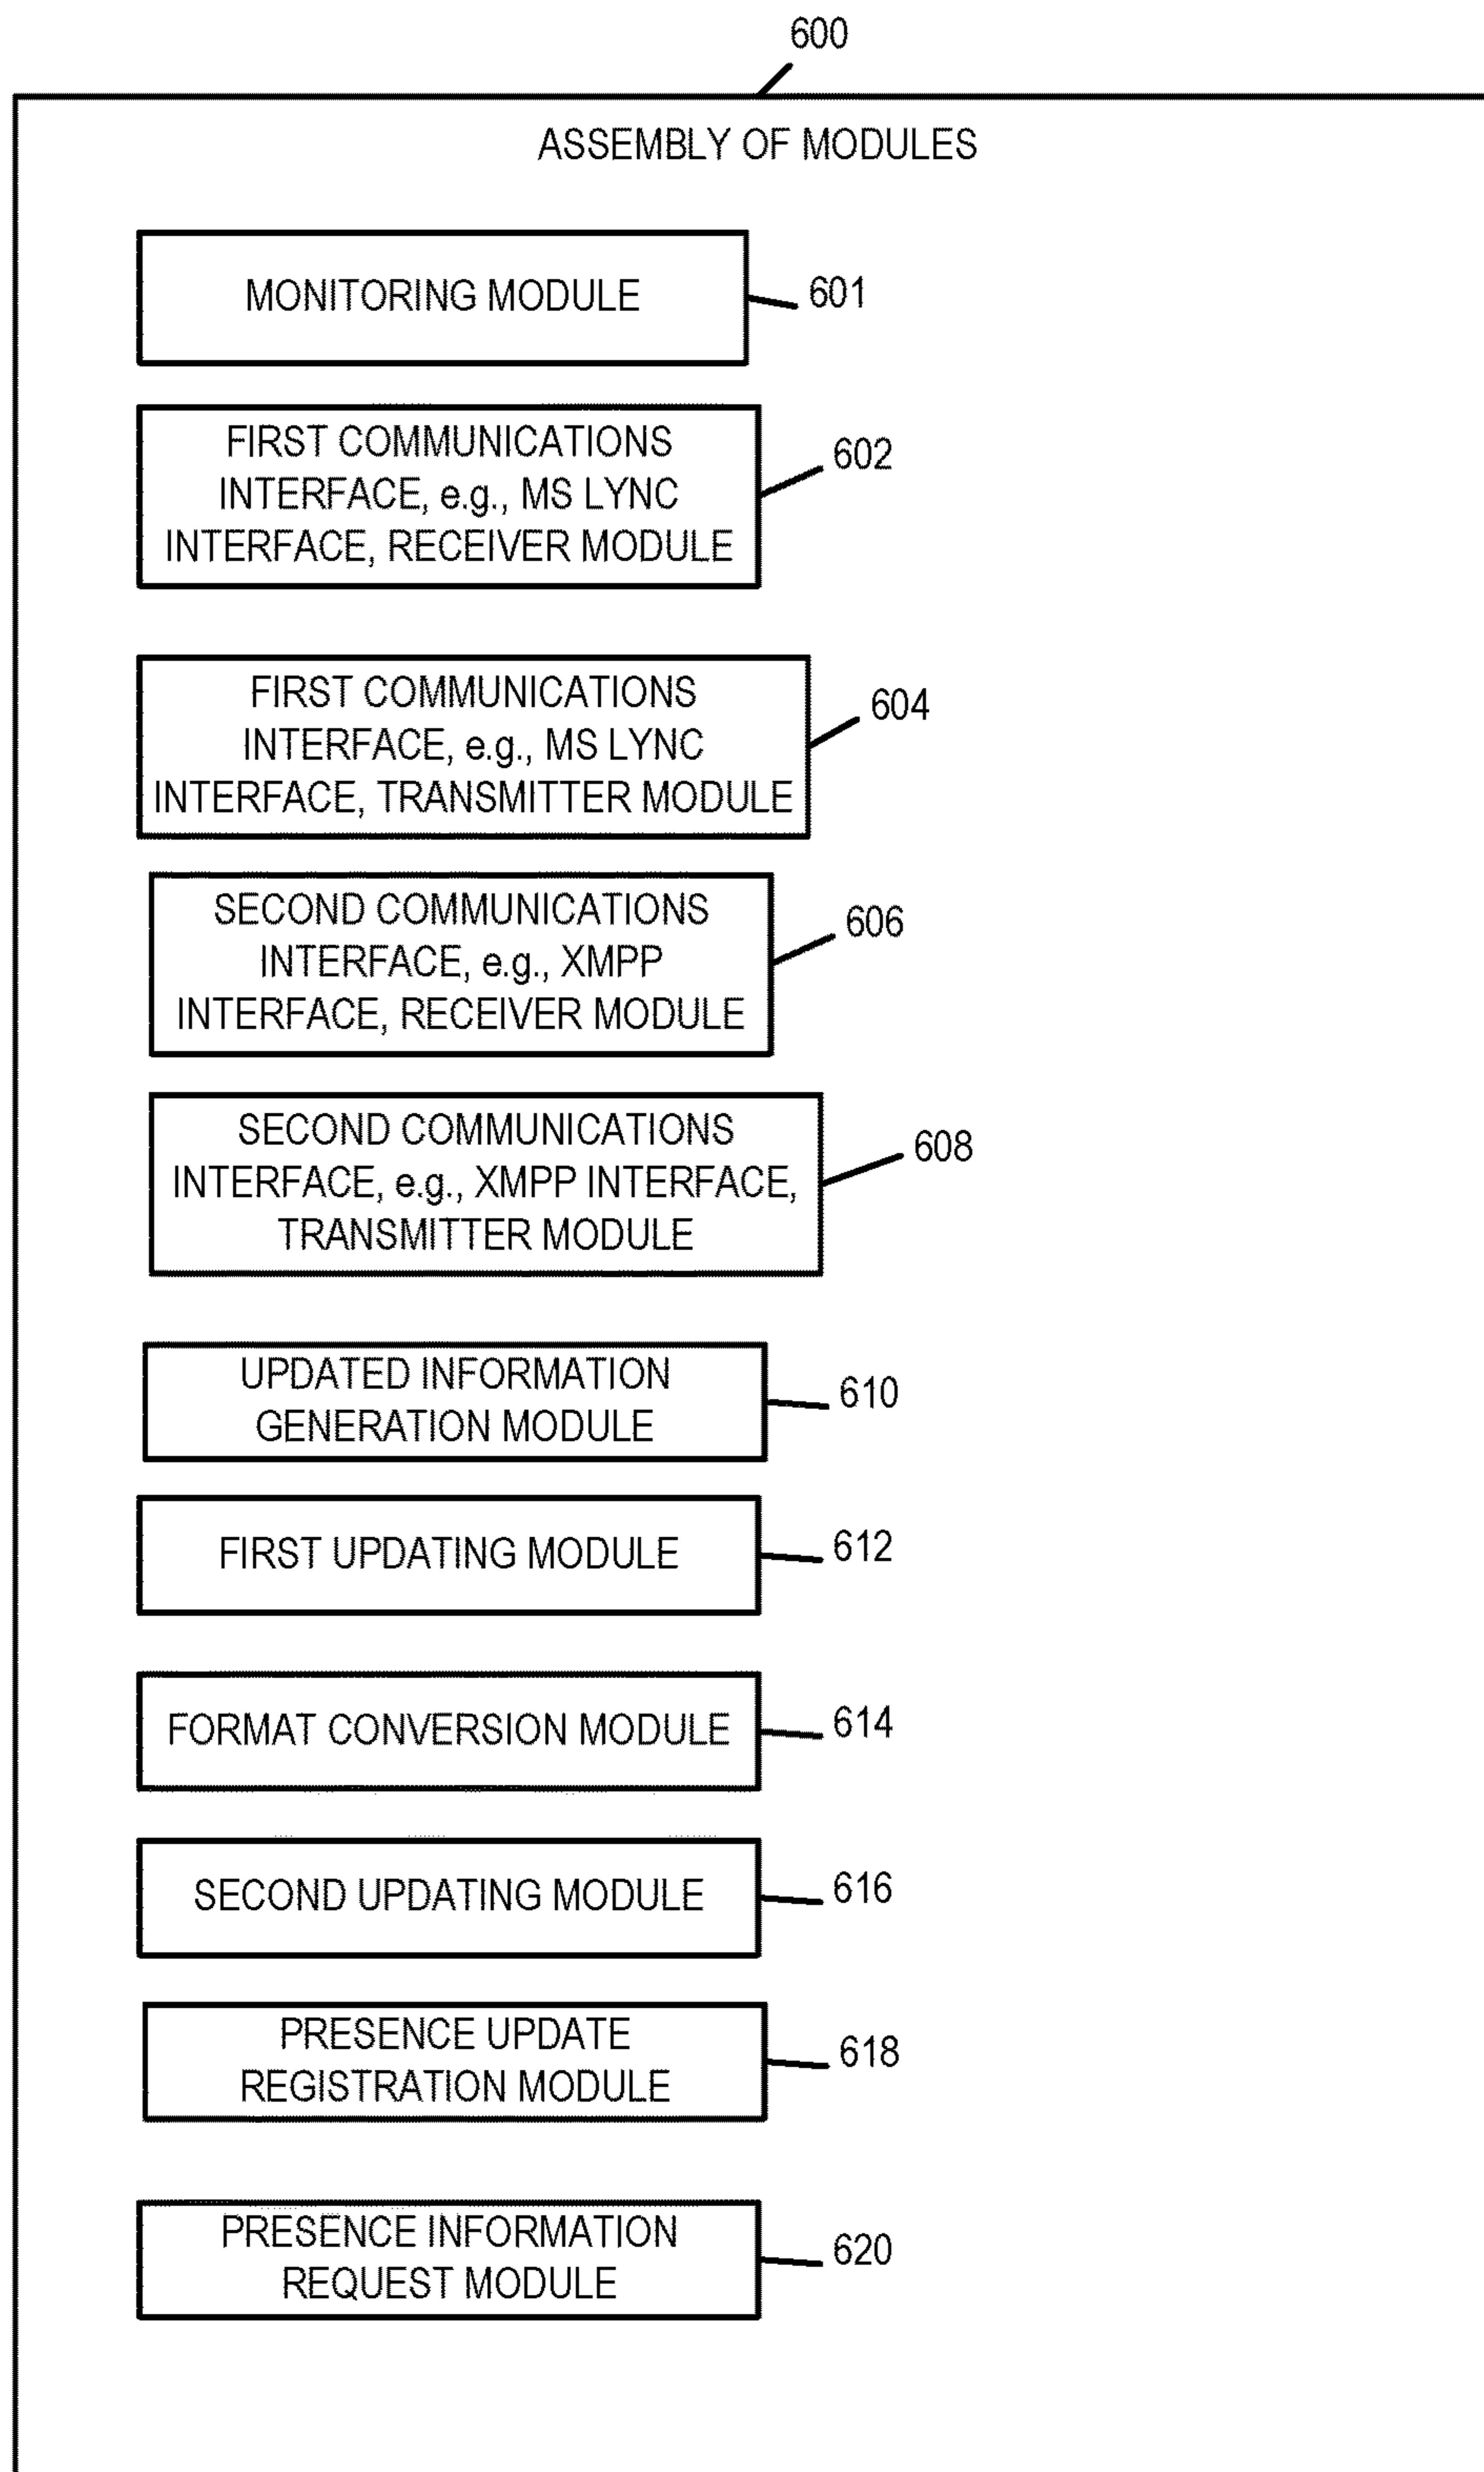 600
ASSEMBLY OF MODULES
MONITORING MODULE
601
FIRST COMMUNICATIONS
INTERFACE, e.g., MS LYNC
INTERFACE, RECEIVER MODULE
602
FIRST COMMUNICATIONS
INTERFACE, e.g., MS LYNC
INTERFACE, TRANSMITTER MODULE
604
SECOND COMMUNICATIONS
INTERFACE, e.g., XMPP
INTERFACE, RECEIVER MODULE
606
SECOND COMMUNICATIONS
INTERFACE, e.g., XMPP INTERFACE,
TRANSMITTER MODULE
608
UPDATED INFORMATION
GENERATION MODULE
610
FIRST UPDATING MODULE
612
FORMAT CONVERSION MODULE
614
SECOND UPDATING MODULE
616
PRESENCE UPDATE
REGISTRATION MODULE
618
PRESENCE INFORMATION
REQUEST MODULE
620